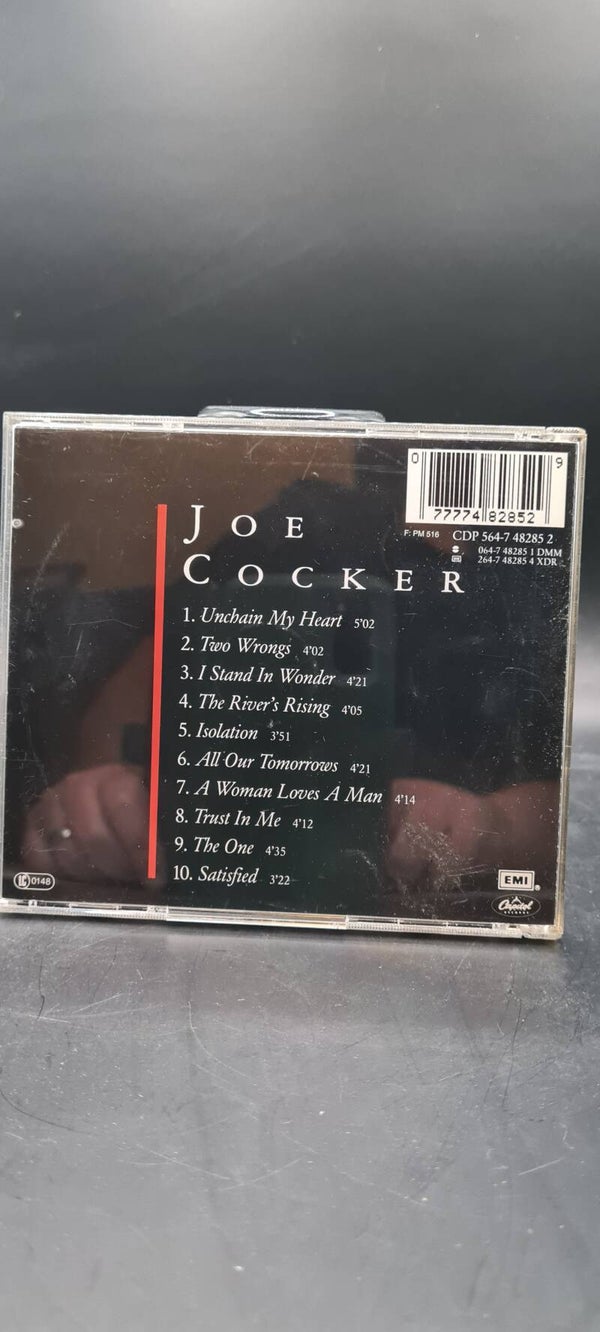 0 9
77774 82852
F: PM 516 CDP 564-7 48285 2
064-7 48285 1 DMM
264-7 48285 4 XDR
JOE
COCKER
1. Unchain My Heart 5'02
2. Two Wrongs 4'02
3. I Stand In Wonder 4'21
4. The River's Rising 4'05
5. Isolation 3'51
6. All Our Tomorrows 4'21
7. A Woman Loves A Man 4'14
8. Trust In Me 4'12
9. The One 4'35
10. Satisfied 3'22
LC 0148
EMI ®
Capitol
RECORDS